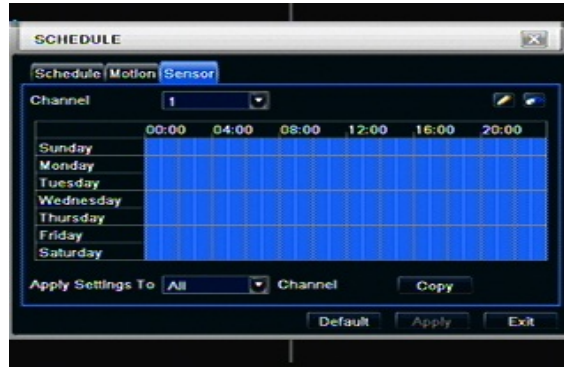 SCHEDULE
Schedule Motion Sensor
Channel 1
00:00 04:00 08:00 12:00 16:00 20:00
Sunday
Monday
Tuesday
Wednesday
Thursday
Friday
Saturday
Apply Settings To All Channel Copy
Default Apply Exit